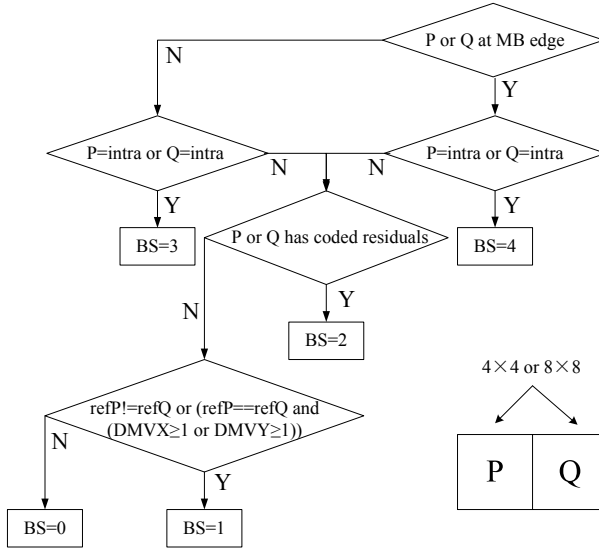 P or Q at MB edge
N
Y
P=intra or Q=intra
N
N
P=intra or Q=intra
Y
Y
BS=3
P or Q has coded residuals
BS=4
N
Y
BS=2
4×4 or 8×8
refP!=refQ or (refP==refQ and
(DMVX≥1 or DMVY≥1))
N
Y
P
Q
BS=0
BS=1